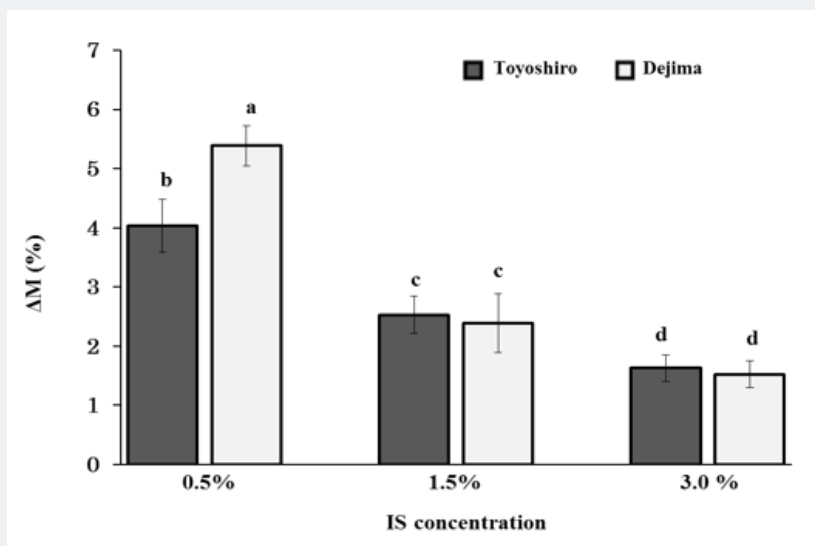 7
Toyoshiro
Dejima
a
6
b
5
4
ΔM (%)
c
c
3
d
d
2
1
0
0.5%
1.5%
3.0 %
IS concentration